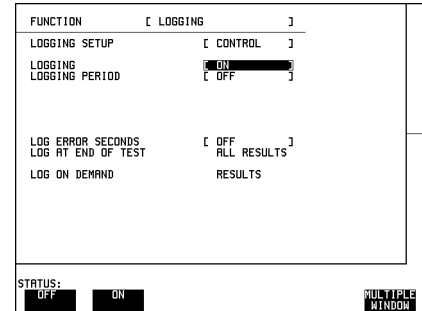 FUNCTION [ LOGGING ]
LOGGING SETUP [ CONTROL ]
LOGGING [ ON ]
LOGGING PERIOD [ OFF ]
LOG ERROR SECONDS [ OFF ]
LOG AT END OF TEST ALL RESULTS
LOG ON DEMAND RESULTS
STATUS:
OFF ON MULTIPLE
WINDOW